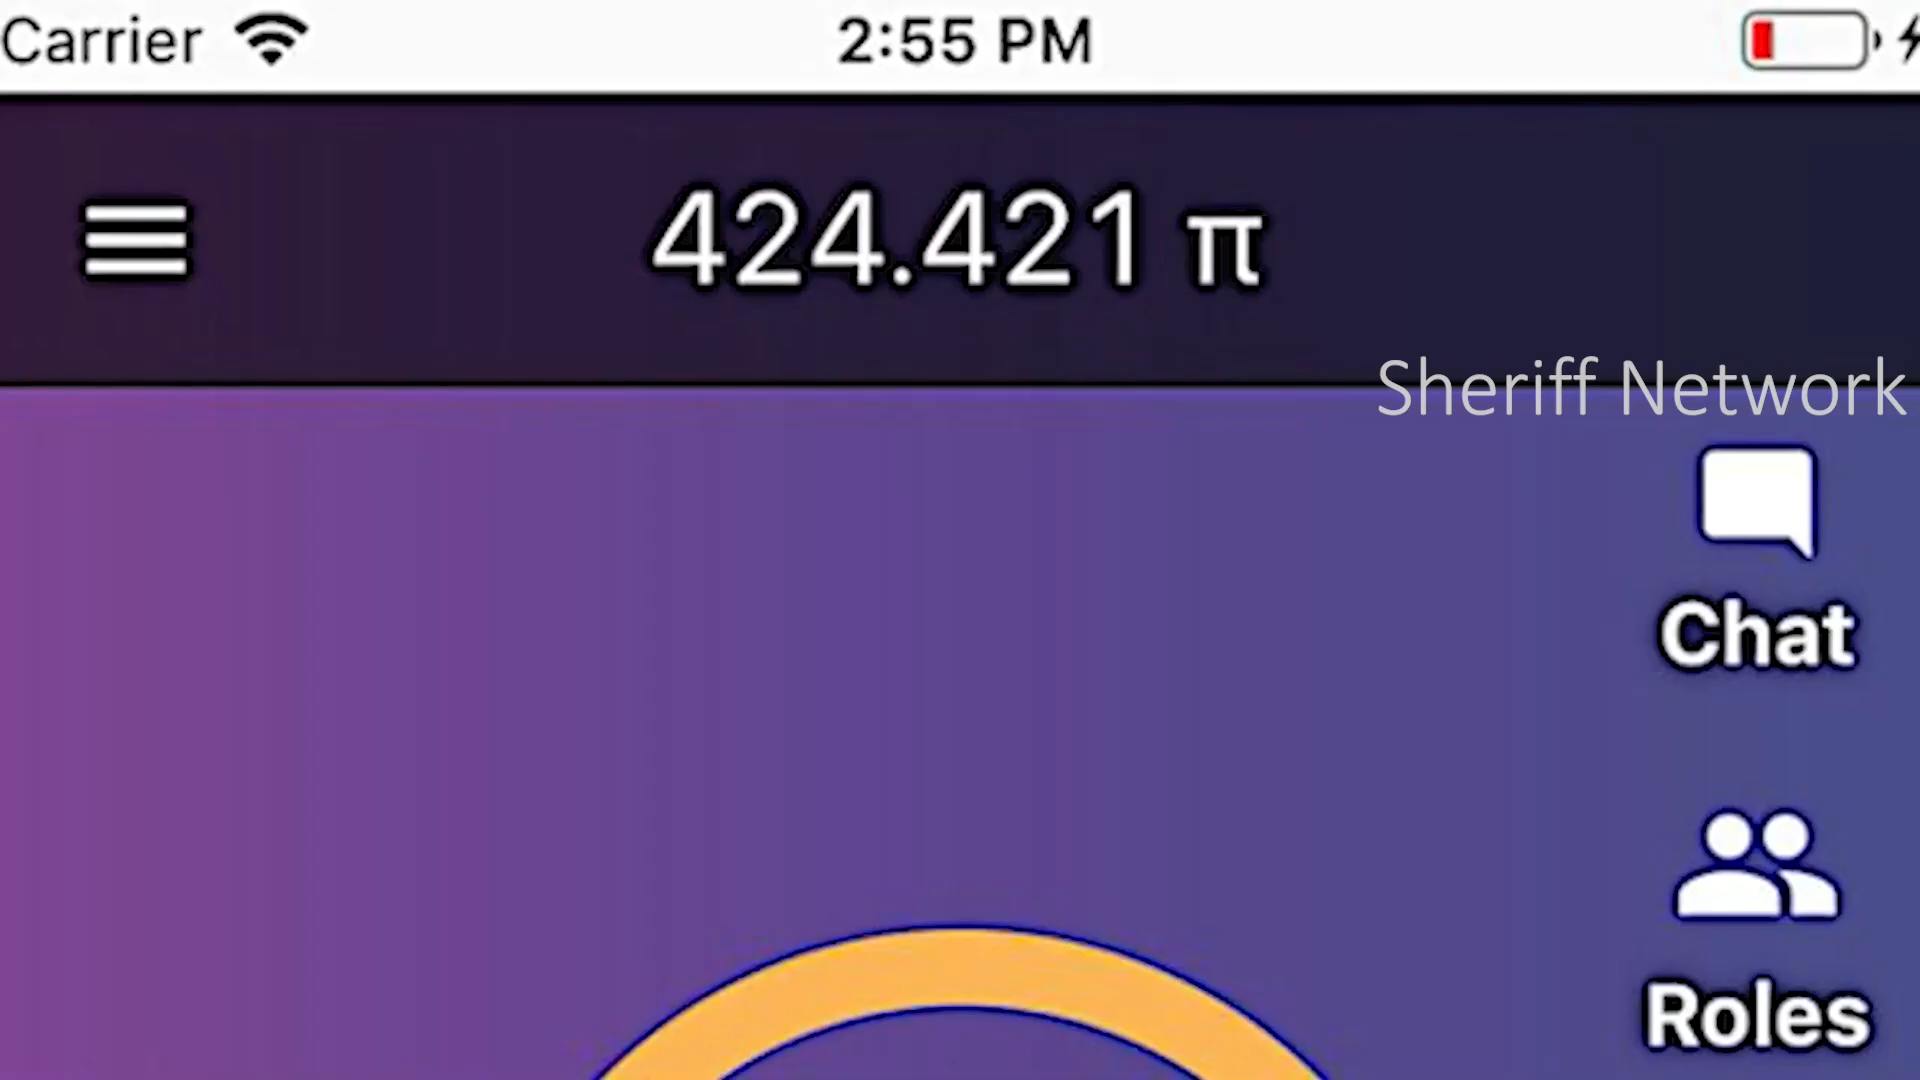 Carrier 2:55 PM
424.421 π
Sheriff Network
Chat
Roles